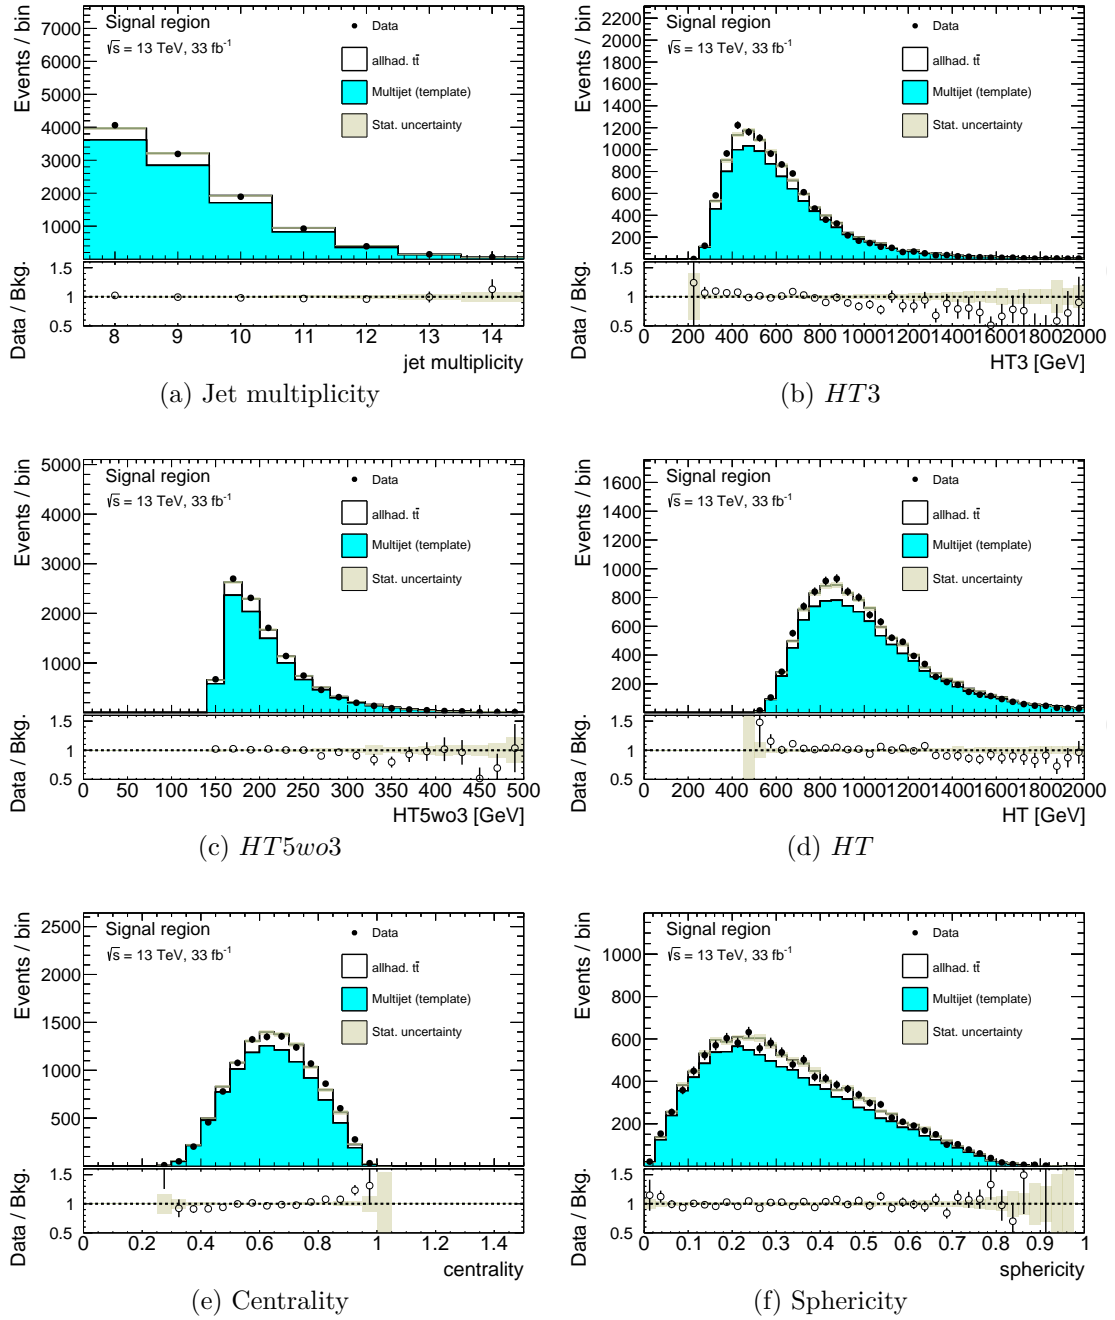 Signal region
√s = 13 TeV, 33 fb⁻¹
Data
allhad. tt̄
Multijet (template)
Stat. uncertainty
Events / bin
7000
6000
5000
4000
3000
2000
1000
Data / Bkg.
1.5
1
0.5
8 9 10 11 12 13 14
jet multiplicity
(a) Jet multiplicity
Signal region
√s = 13 TeV, 33 fb⁻¹
Data
allhad. tt̄
Multijet (template)
Stat. uncertainty
Events / bin
2200
2000
1800
1600
1400
1200
1000
800
600
400
200
Data / Bkg.
1.5
1
0.5
0 200 400 600 800 1000 1200 1400 1600 1800 2000
HT3 [GeV]
(b) HT3
Signal region
√s = 13 TeV, 33 fb⁻¹
Data
allhad. tt̄
Multijet (template)
Stat. uncertainty
Events / bin
5000
4000
3000
2000
1000
Data / Bkg.
1.5
1
0.5
0 50 100 150 200 250 300 350 400 450 500
HT5wo3 [GeV]
(c) HT5wo3
Signal region
√s = 13 TeV, 33 fb⁻¹
Data
allhad. tt̄
Multijet (template)
Stat. uncertainty
Events / bin
1600
1400
1200
1000
800
600
400
200
Data / Bkg.
1.5
1
0.5
0 200 400 600 800 1000 1200 1400 1600 1800 2000
HT [GeV]
(d) HT
Signal region
√s = 13 TeV, 33 fb⁻¹
Data
allhad. tt̄
Multijet (template)
Stat. uncertainty
Events / bin
2500
2000
1500
1000
500
Data / Bkg.
1.5
1
0.5
0 0.2 0.4 0.6 0.8 1.0 1.2 1.4
centrality
(e) Centrality
Signal region
√s = 13 TeV, 33 fb⁻¹
Data
allhad. tt̄
Multijet (template)
Stat. uncertainty
Events / bin
1000
800
600
400
200
Data / Bkg.
1.5
1
0.5
0 0.1 0.2 0.3 0.4 0.5 0.6 0.7 0.8 0.9 1
sphericity
(f) Sphericity